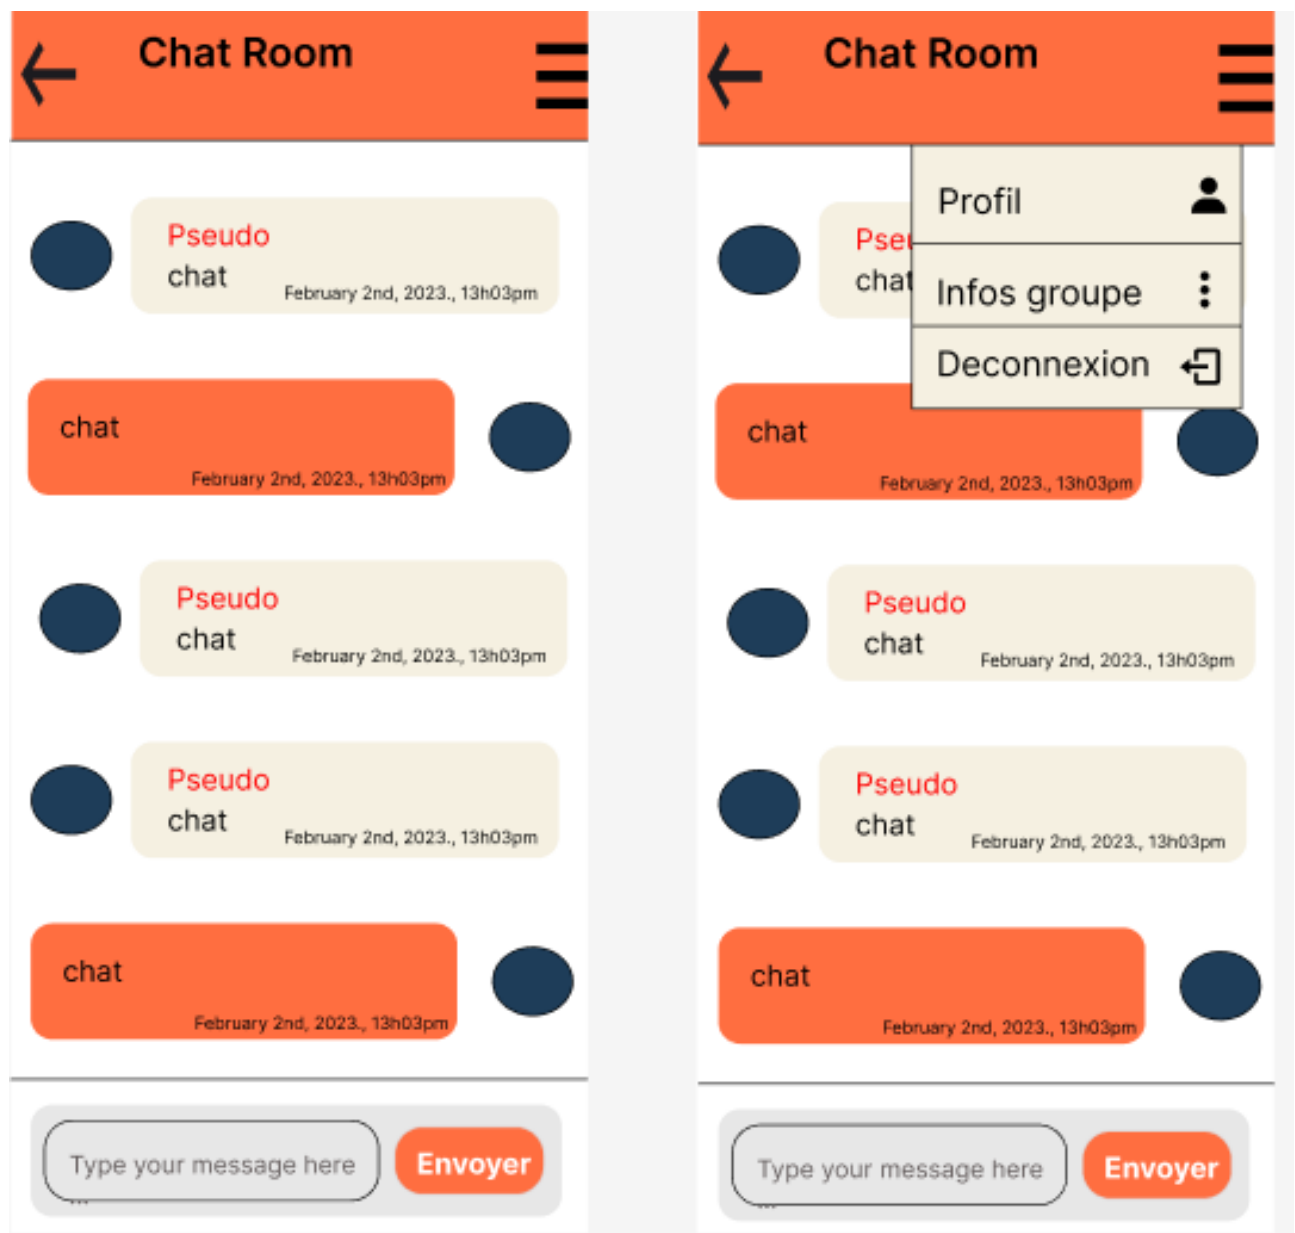 Chat Room
Pseudo
chat
February 2nd, 2023., 13h03pm
chat
February 2nd, 2023., 13h03pm
Pseudo
chat
February 2nd, 2023., 13h03pm
Pseudo
chat
February 2nd, 2023., 13h03pm
chat
February 2nd, 2023., 13h03pm
Type your message here
...
Envoyer
Chat Room
Profil
Infos groupe
Deconnexion
Pseu
chat
chat
February 2nd, 2023., 13h03pm
Pseudo
chat
February 2nd, 2023., 13h03pm
Pseudo
chat
February 2nd, 2023., 13h03pm
chat
February 2nd, 2023., 13h03pm
Type your message here
...
Envoyer